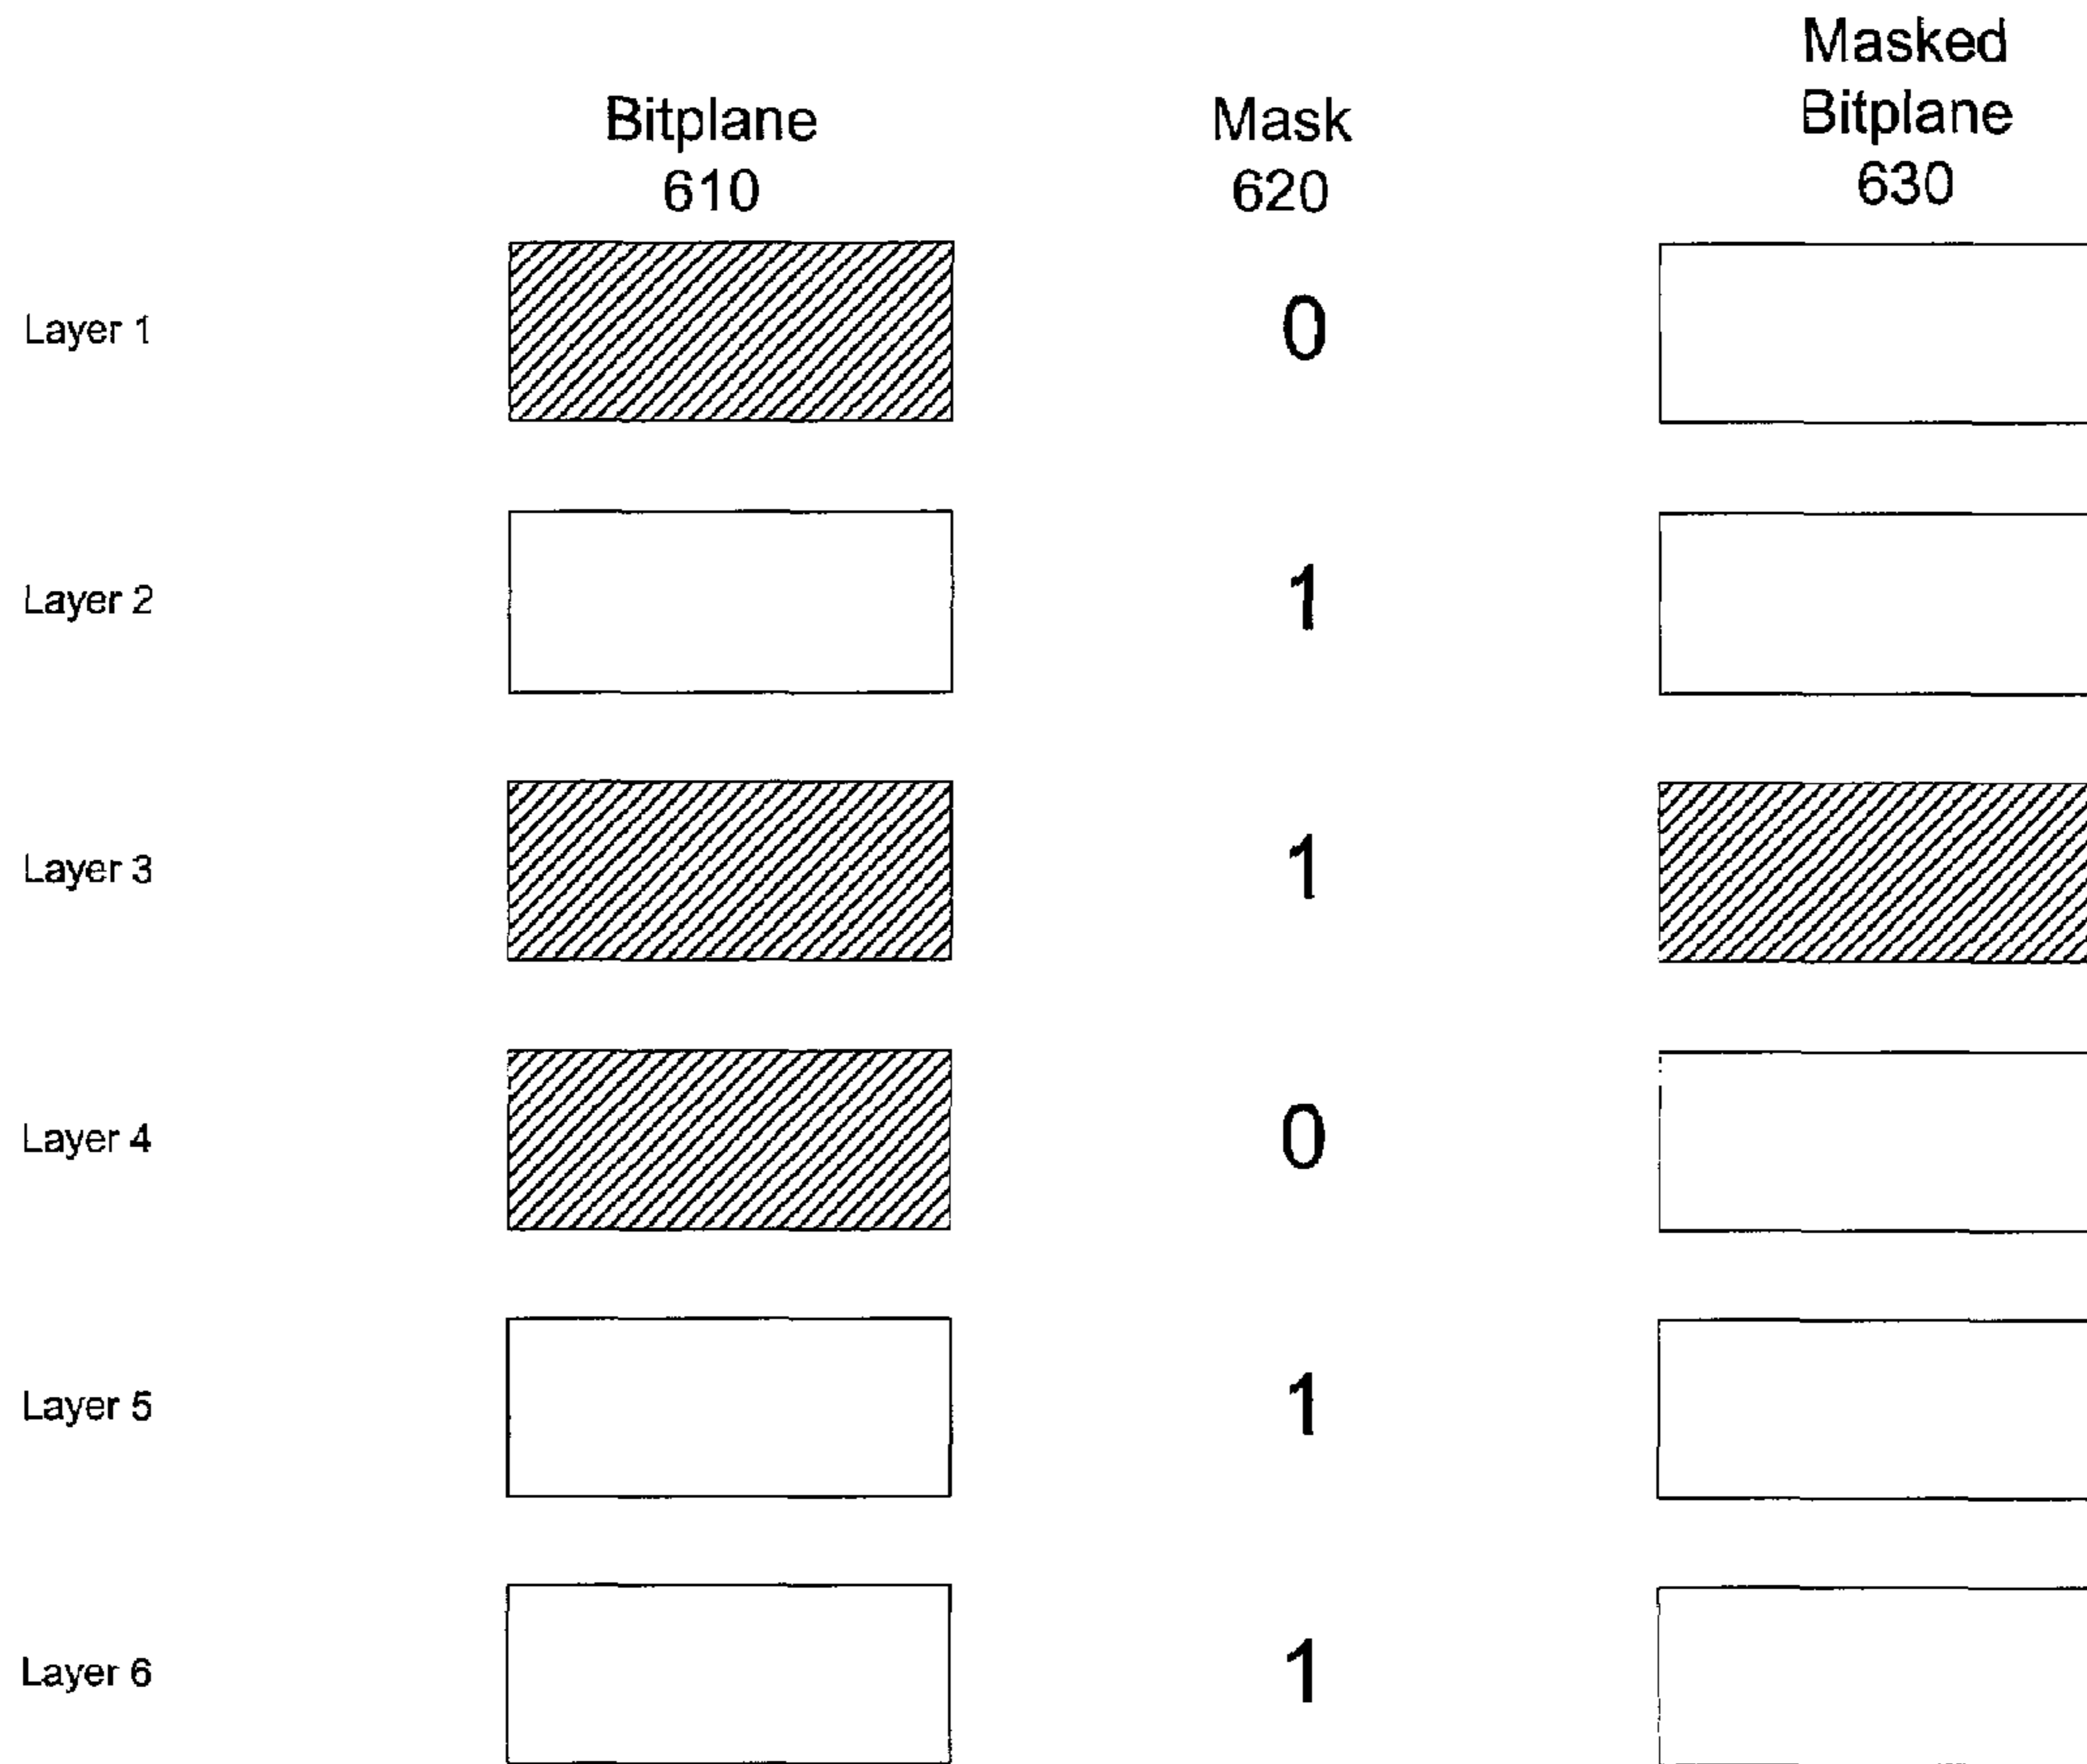 Bitplane
610
Mask
620
Masked
Bitplane
630
Layer 1
0
Layer 2
1
Layer 3
1
Layer 4
0
Layer 5
1
Layer 6
1